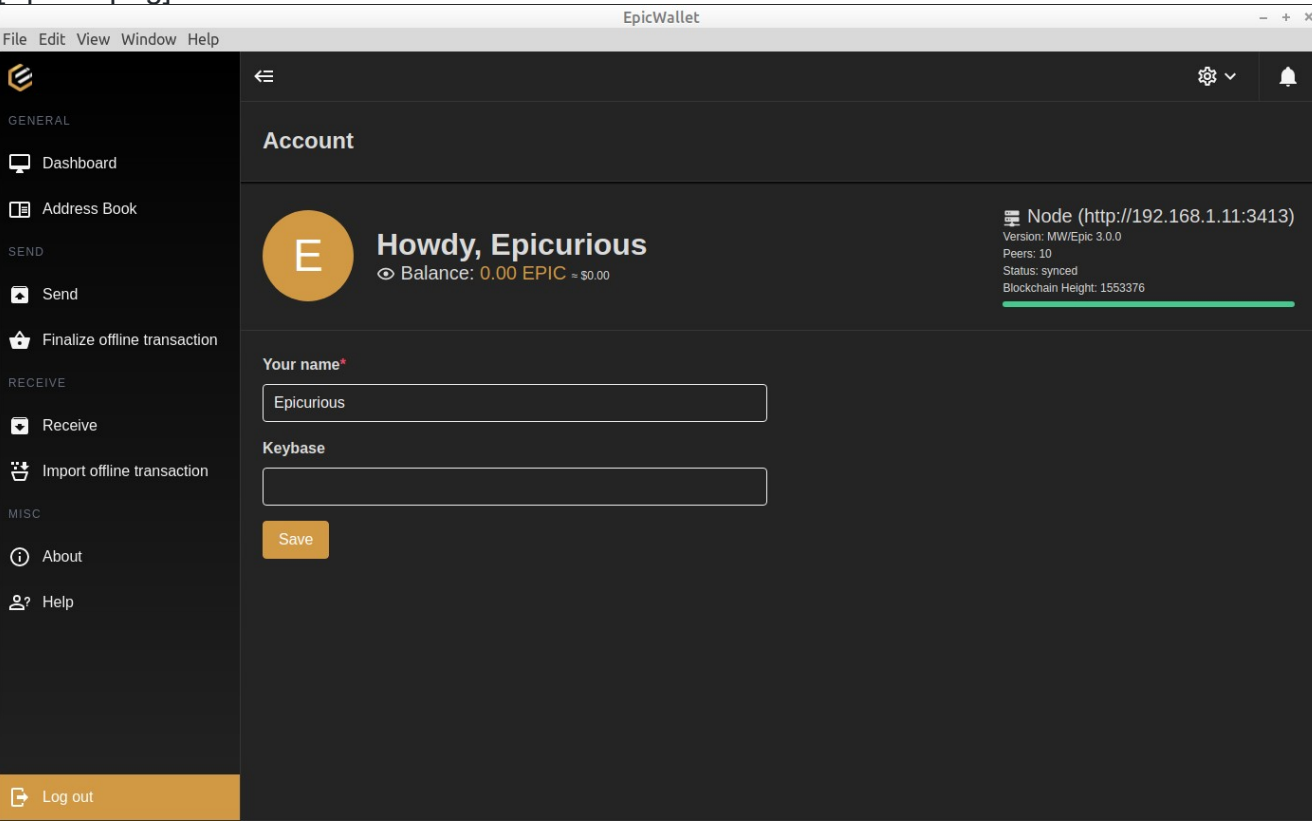 EpicWallet
File Edit View Window Help
GENERAL
Dashboard
Address Book
SEND
Send
Finalize offline transaction
RECEIVE
Receive
Import offline transaction
MISC
About
Help
Log out
Account
E
Howdy, Epicurious
Balance: 0.00 EPIC ≈ $0.00
Node (http://192.168.1.11:3413)
Version: MW/Epic 3.0.0
Peers: 10
Status: synced
Blockchain Height: 1553376
Your name*
Epicurious
Keybase
Save